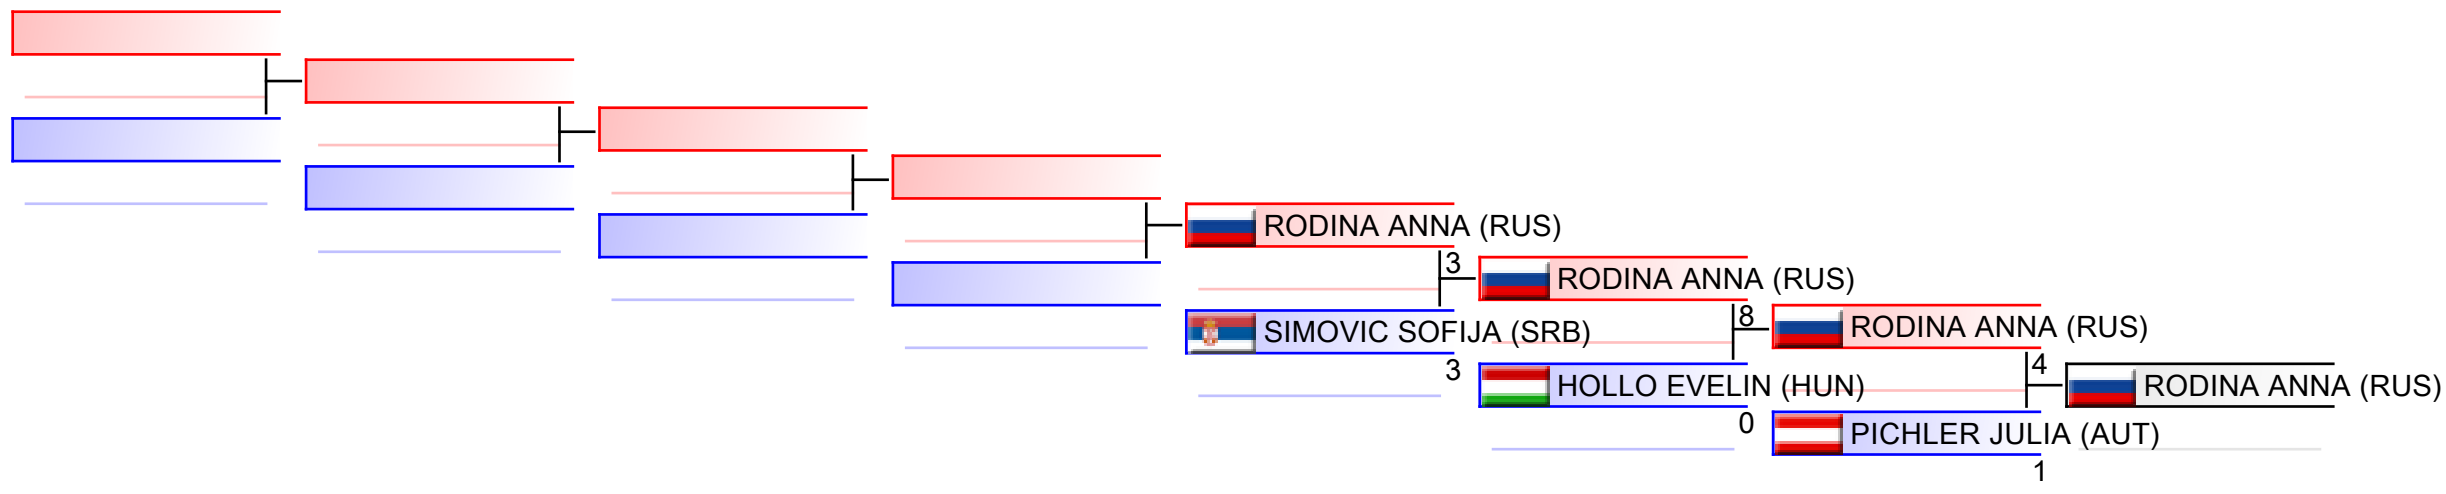 RODINA ANNA (RUS)
3
RODINA ANNA (RUS)
SIMOVIC SOFIJA (SRB)
3
8
RODINA ANNA (RUS)
HOLLO EVELIN (HUN)
0
4
RODINA ANNA (RUS)
PICHLER JULIA (AUT)
1